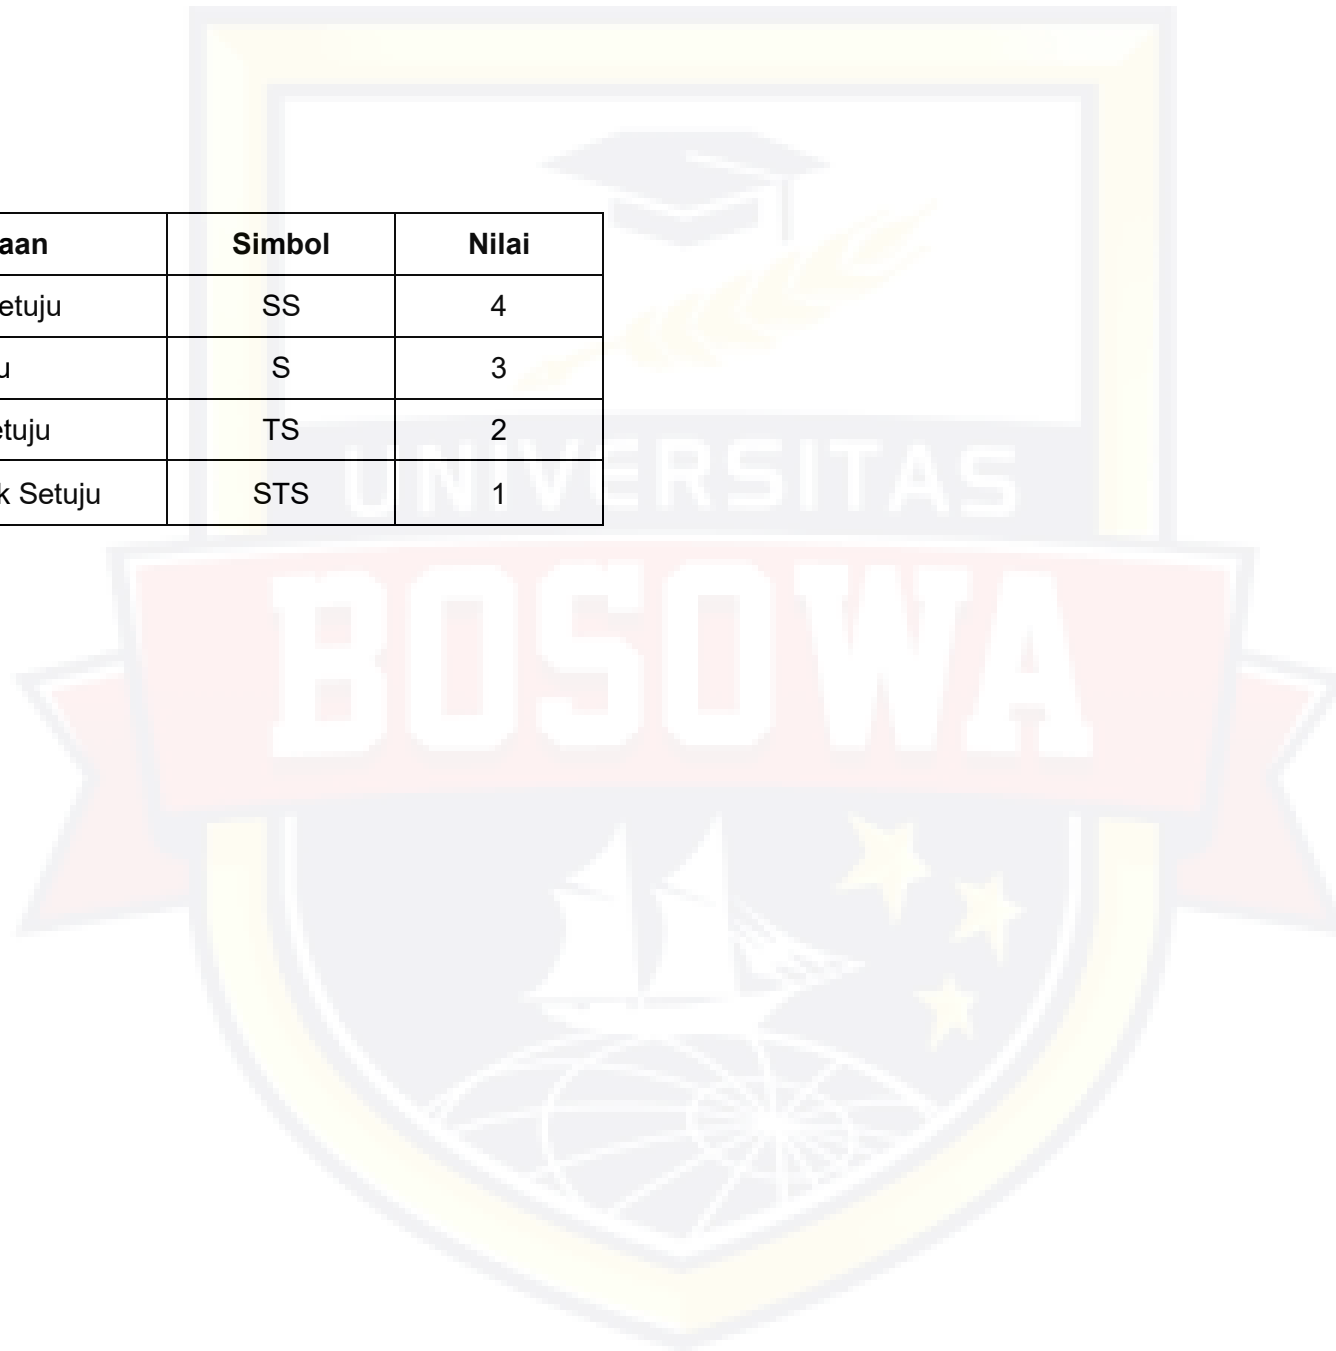 aan Simbol Nilai
etuju SS 4
u S 3
etuju TS 2
k Setuju STS 1
UNIVERSITAS
BOSOWA